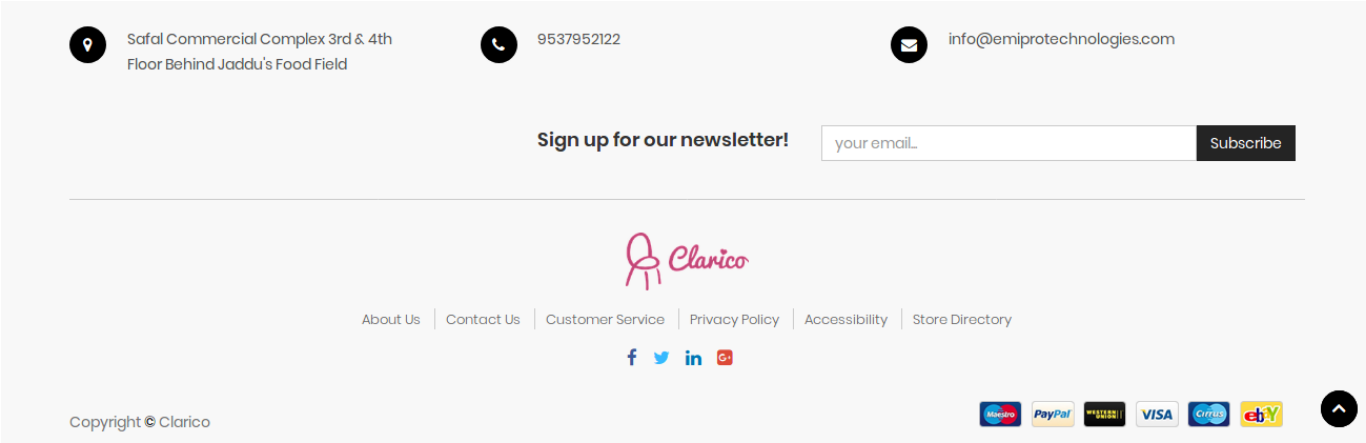 Safal Commercial Complex 3rd & 4th
Floor Behind Jaddu's Food Field
9537952122
info@emiprotechnologies.com
Sign up for our newsletter!
your email...
Subscribe
Clarico
About Us
Contact Us
Customer Service
Privacy Policy
Accessibility
Store Directory
f
in
G+
Copyright © Clarico
Maestro
PayPal
WESTERN UNION
VISA
Cirrus
ebY